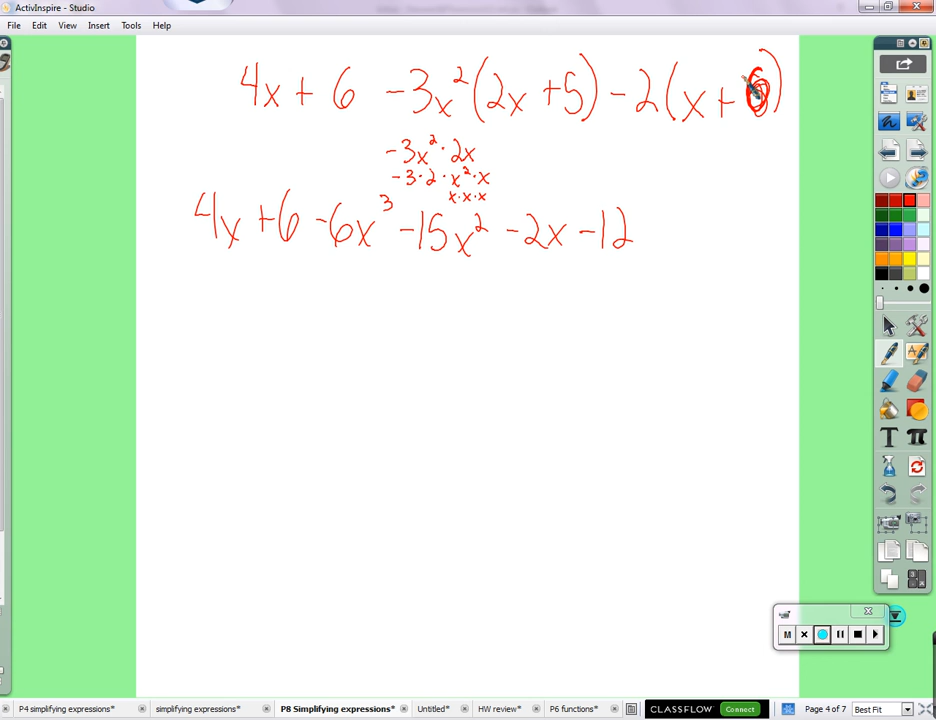 ActivInspire - Studio
File Edit View Insert Tools Help
4x + 6 -3x²(2x +5) -2(x+6)
-3x²·2x
-3·2·x²·x
x·x·x
4x +6 -6x³ -15x² -2x -12
M
P4 simplifying expressions* simplifying expressions* P8 Simplifying expressions* Untitled* HW review* P6 functions* CLASSFLOW Connect Page 4 of 7 Best Fit